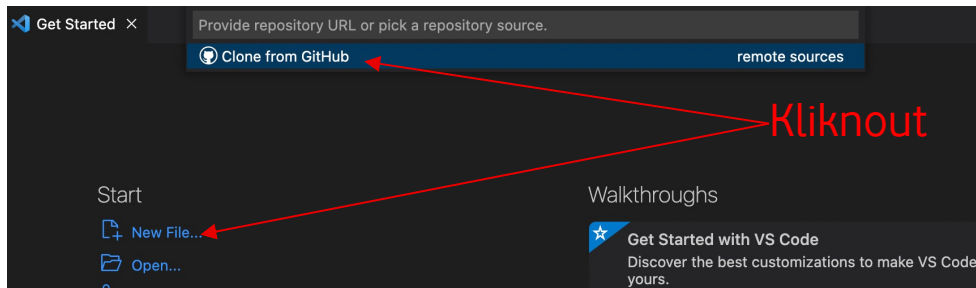 Get Started
Provide repository URL or pick a repository source.
Clone from GitHub remote sources
Kliknout
Start
New File...
Open...
Walkthroughs
Get Started with VS Code
Discover the best customizations to make VS Code
yours.